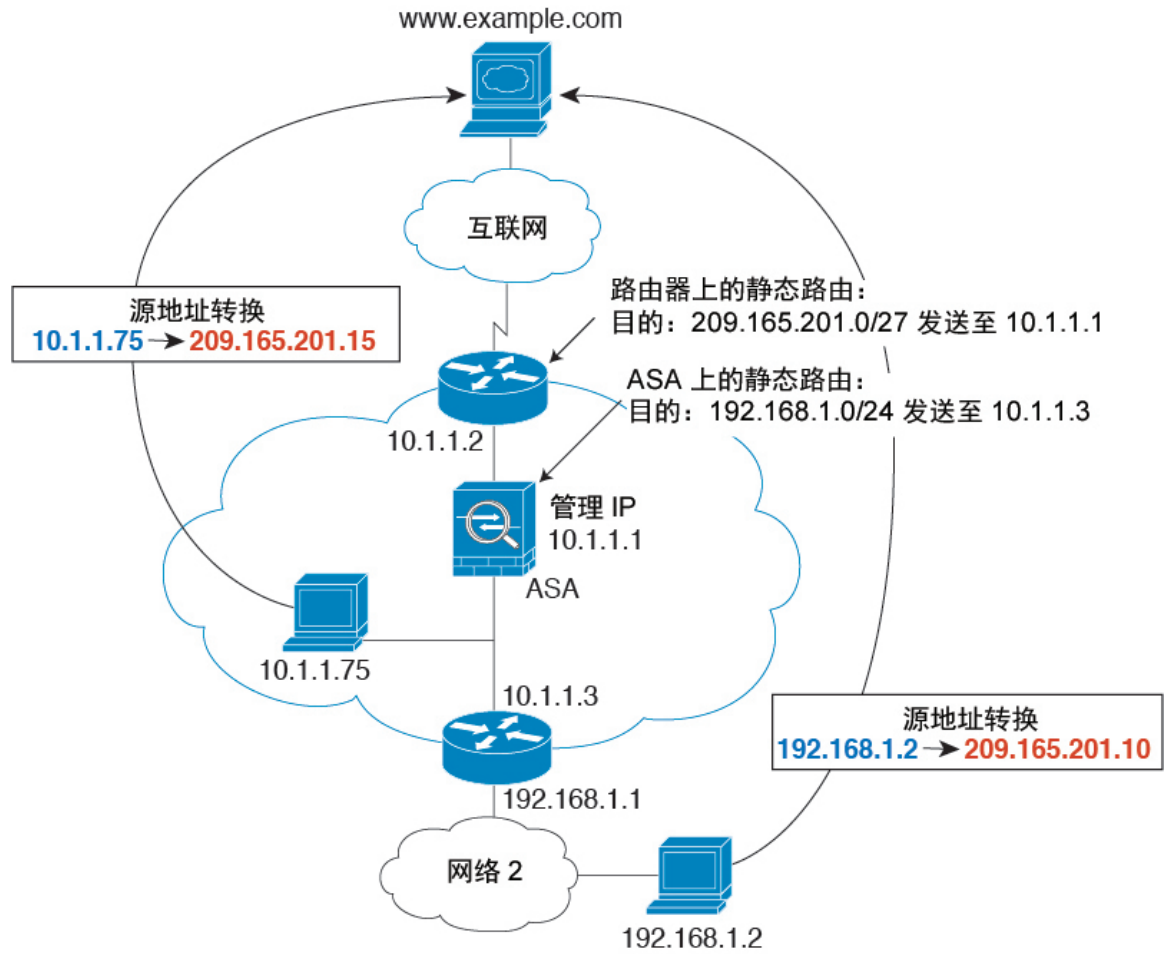 www.example.com
互联网
路由器上的静态路由：
目的：209.165.201.0/27 发送至 10.1.1.1
源地址转换
10.1.1.75 209.165.201.15
ASA 上的静态路由：
目的：192.168.1.0/24 发送至 10.1.1.3
10.1.1.2
管理 IP
10.1.1.1
ASA
10.1.1.75
10.1.1.3
源地址转换
192.168.1.2 209.165.201.10
192.168.1.1
网络 2
192.168.1.2